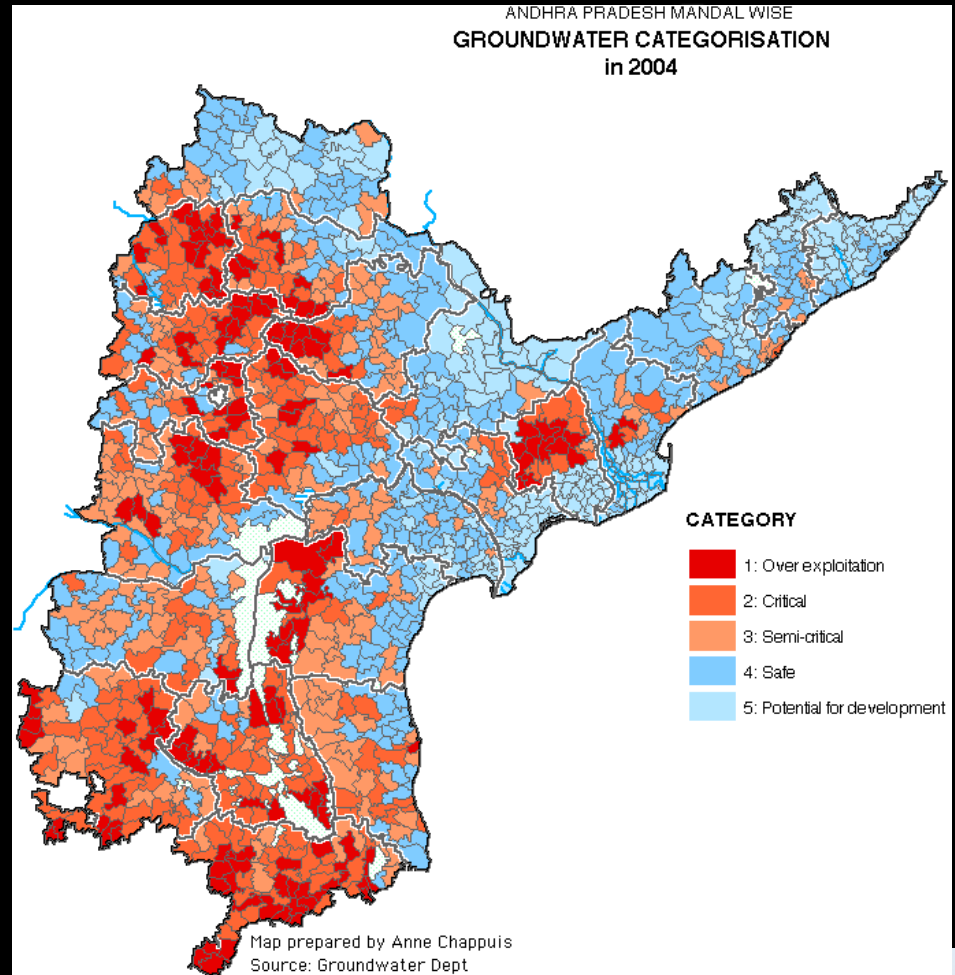 ANDHRA PRADESH MANDAL WISE
GROUNDWATER CATEGORISATION
in 2004
CATEGORY
1: Over exploitation
2: Critical
3: Semi-critical
4: Safe
5: Potential for development
Map prepared by Anne Chappuis
Source: Groundwater Dept